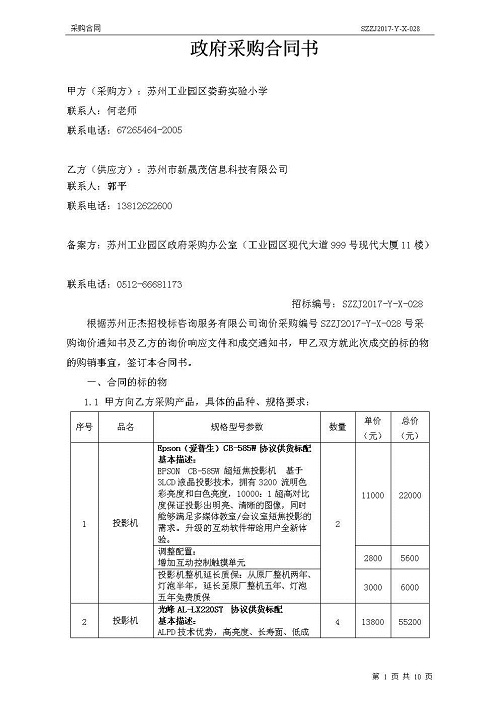 采购合同 SZZJ2017-Y-X-028
政府采购合同书
甲方（采购方）：苏州工业园区娄葑实验小学
联系人：何老师
联系电话：67265464-2005
乙方（供应方）：苏州市新晟茂信息科技有限公司
联系人：郭平
联系电话：13812622600
备案方：苏州工业园区政府采购办公室（工业园区现代大道999号现代大厦11楼）
联系电话：0512-66681173
招标编号：SZZJ2017-Y-X-028
根据苏州正杰招投标咨询服务有限公司询价采购编号SZZJ2017-Y-X-028号采
购询价通知书及乙方的询价响应文件和成交通知书，甲乙双方就此次成交的标的物
的购销事宜，签订本合同书。
一、合同的标的物
1.1 甲方向乙方采购产品，具体的品种、规格要求：
序号 品名 规格型号参数 数量 单价（元） 总价（元）
1 投影机
Epson（爱普生）CB-585W 协议供货标配
基本描述：
EPSON CB-585W 超短焦投影机 基于
3LCD液晶投影技术，拥有3200 流明色
彩亮度和白色亮度，10000：1超高对比
度保证投影出明亮、清晰的图像，同时
能够满足多媒体教室/会议室短焦投影的
需求。升级的互动软件带给用户全新体
验。
2 11000 22000
调整配置：
增加互动控制触摸单元
2800 5600
投影机整机延长质保：从原厂整机两年、
灯泡半年，延长至原厂整机五年、灯泡
五年免费质保
3000 6000
2 投影机
光峰AL-LX220ST 协议供货标配
基本描述：
ALPD技术优势，高亮度、长寿面、低成
4 13800 55200
第 1 页 共 10 页